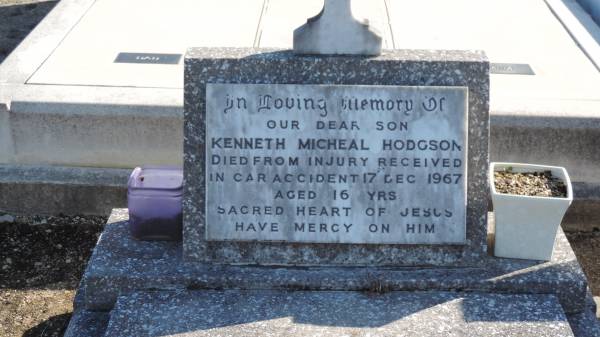 In Loving Memory Of
OUR DEAR SON
KENNETH MICHEAL HODGSON
DIED FROM INJURY RECEIVED
IN CAR ACCIDENT 17 DEC 1967
AGED 16 YRS
SACRED HEART OF JESUS
HAVE MERCY ON HIM